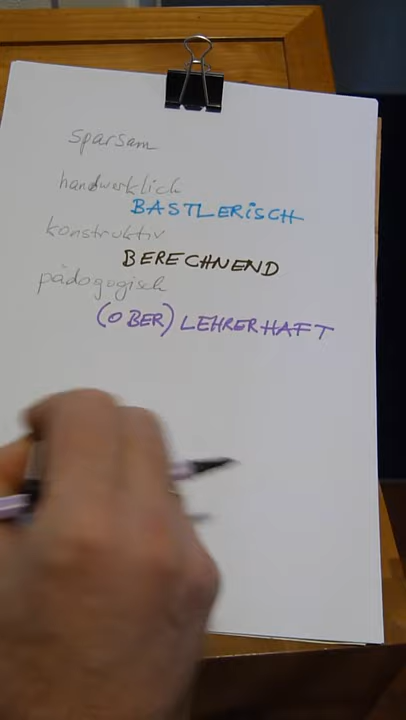 sparsam
handwerklich
BASTLERiSCH
konstruktiv
BERECHNEND
pädagogisch
(OBER)LEHRERHAFT